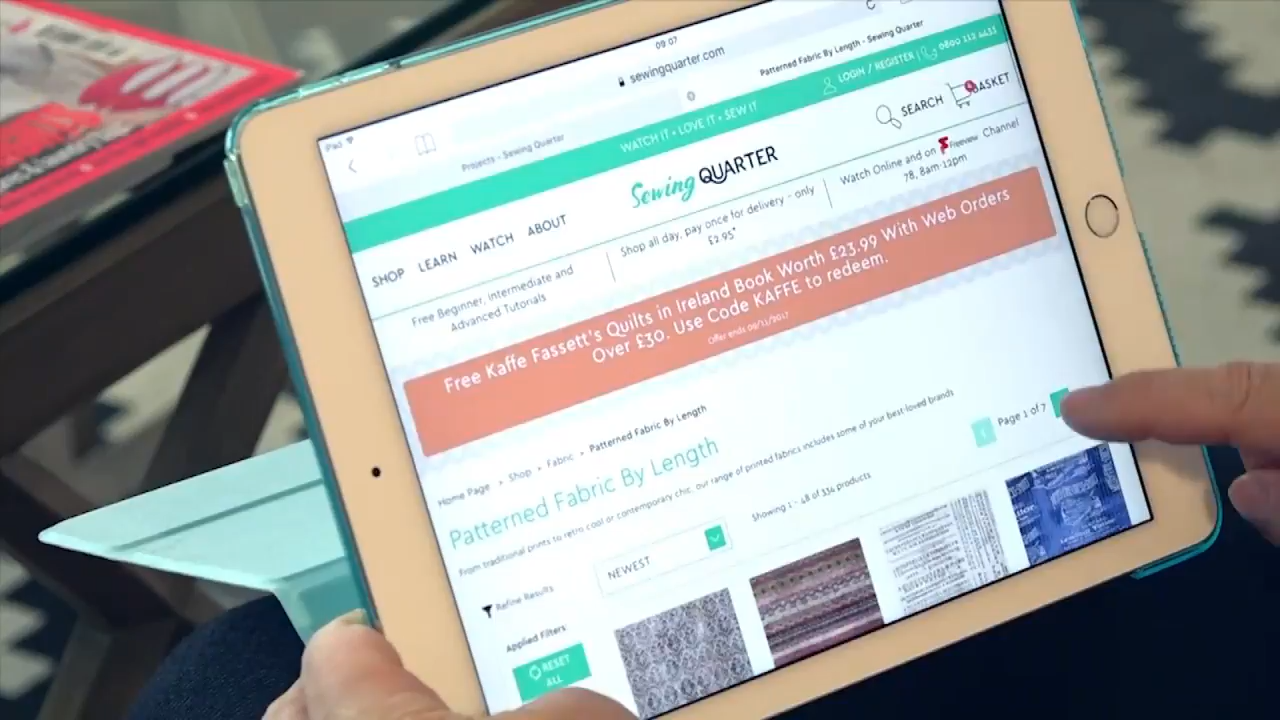 iPad
09:07
sewingquarter.com
Projects - Sewing Quarter
Patterned Fabric By Length - Sewing Quarter
WATCH IT • LOVE IT • SEW IT
LOGIN / REGISTER
0800 112 4433
Sewing QUARTER
SEARCH
BASKET
SHOP LEARN WATCH ABOUT
Free Beginner, Intermediate and
Advanced Tutorials
Shop all day, pay once for delivery - only
£2.95*
Watch Online and on Freeview Channel
78, 8am-12pm
Free Kaffe Fassett's Quilts in Ireland Book Worth £23.99 With Web Orders
Over £30. Use Code KAFFE to redeem.
Offer ends 09/11/2017
Home Page > Shop > Fabric > Patterned Fabric By Length
Patterned Fabric By Length
From traditional prints to retro cool or contemporary chic, our range of printed fabrics includes some of your best-loved brands
Page 1 of 7
Showing 1 - 48 of 334 products
NEWEST
Refine Results
Applied Filters:
RESET
ALL